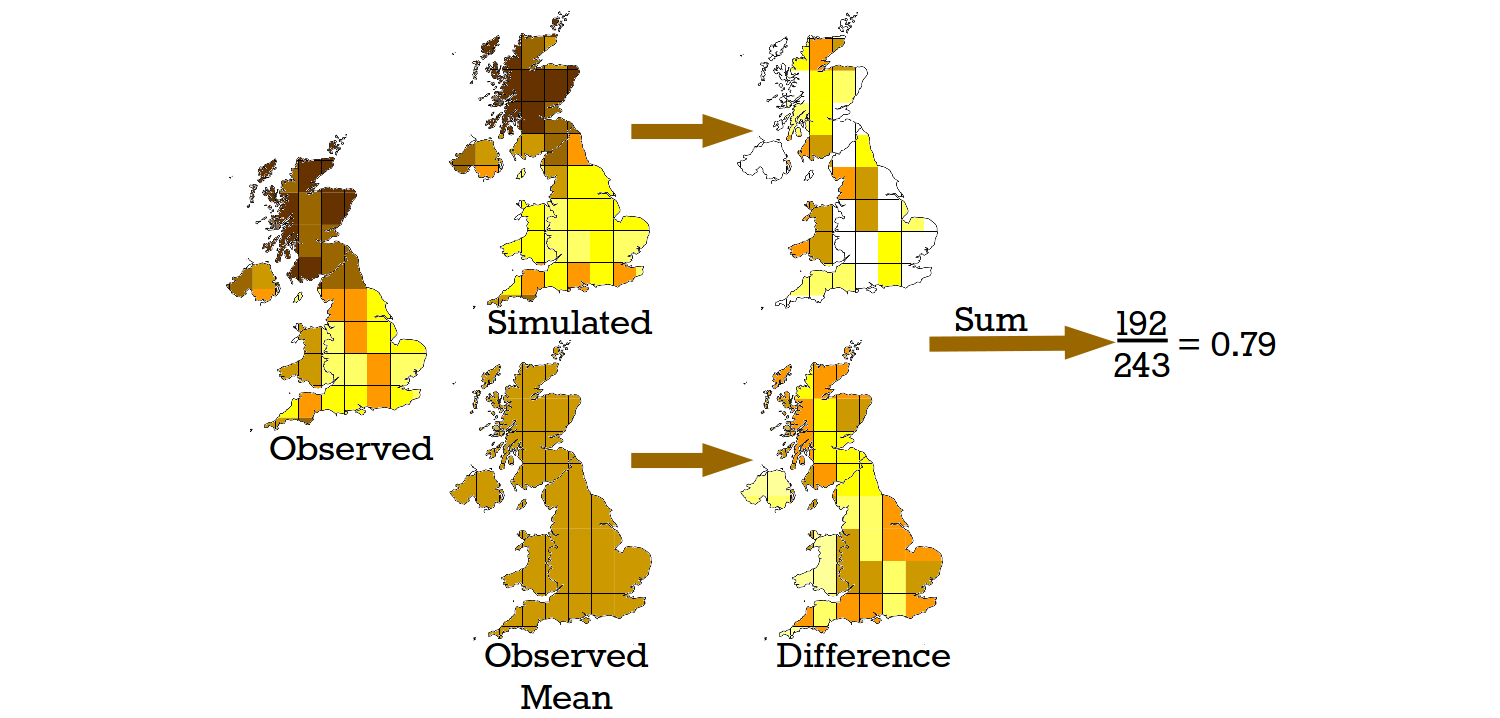 Simulated
Observed
Sum
192
243
= 0.79
Observed
Mean
Difference